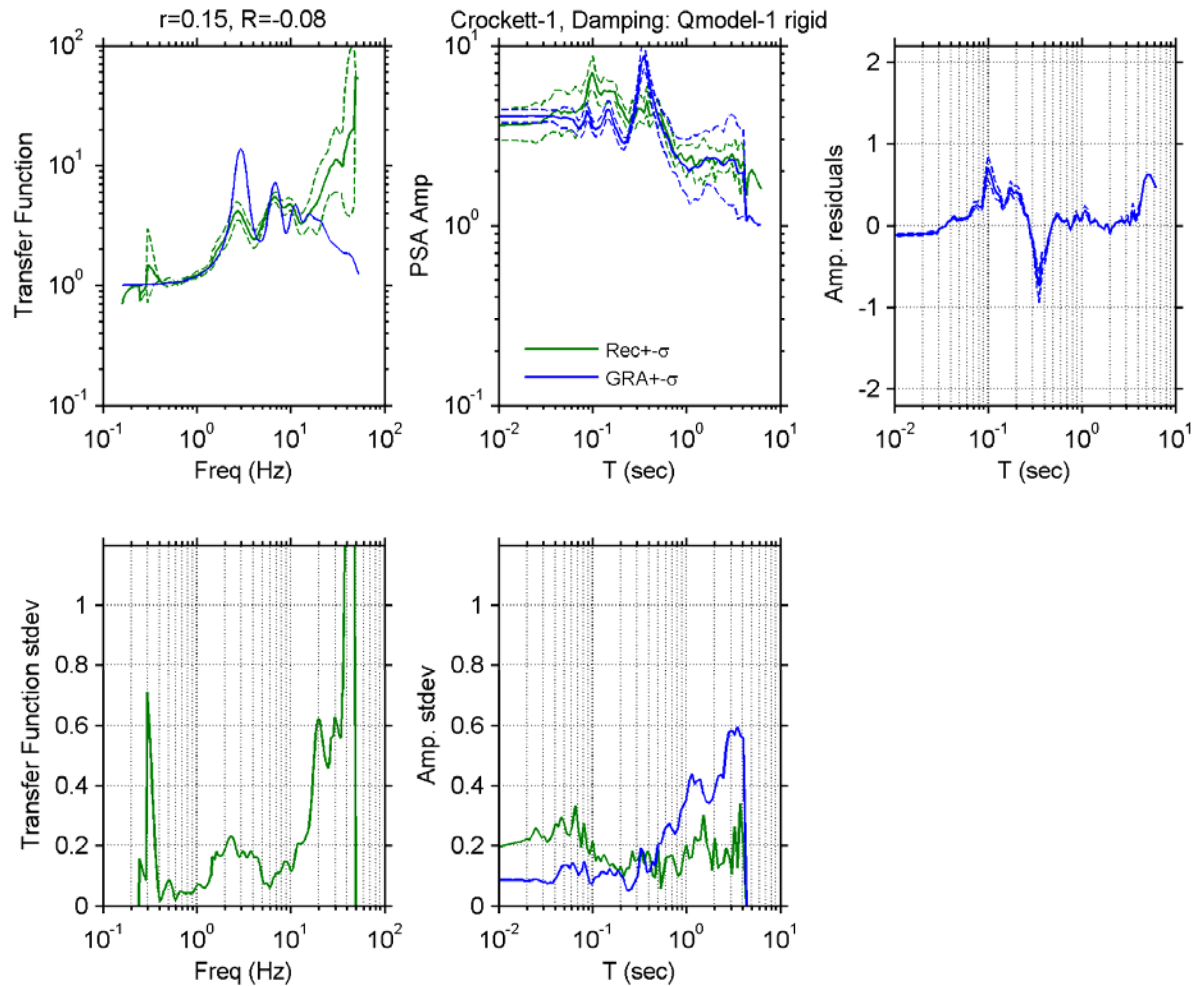 r=0.15, R=-0.08
Crockett-1, Damping: Qmodel-1 rigid
Transfer Function
10^2
10^1
10^0
10^-1
10^-1 10^0 10^1 10^2
Freq (Hz)
PSA Amp
10^1
10^0
10^-1
Rec+-σ
GRA+-σ
10^-2 10^-1 10^0 10^1
T (sec)
Amp. residuals
2
1
0
-1
-2
10^-2 10^-1 10^0 10^1
T (sec)
Transfer Function stdev
1
0.8
0.6
0.4
0.2
0
10^-1 10^0 10^1 10^2
Freq (Hz)
Amp. stdev
1
0.8
0.6
0.4
0.2
0
10^-2 10^-1 10^0 10^1
T (sec)